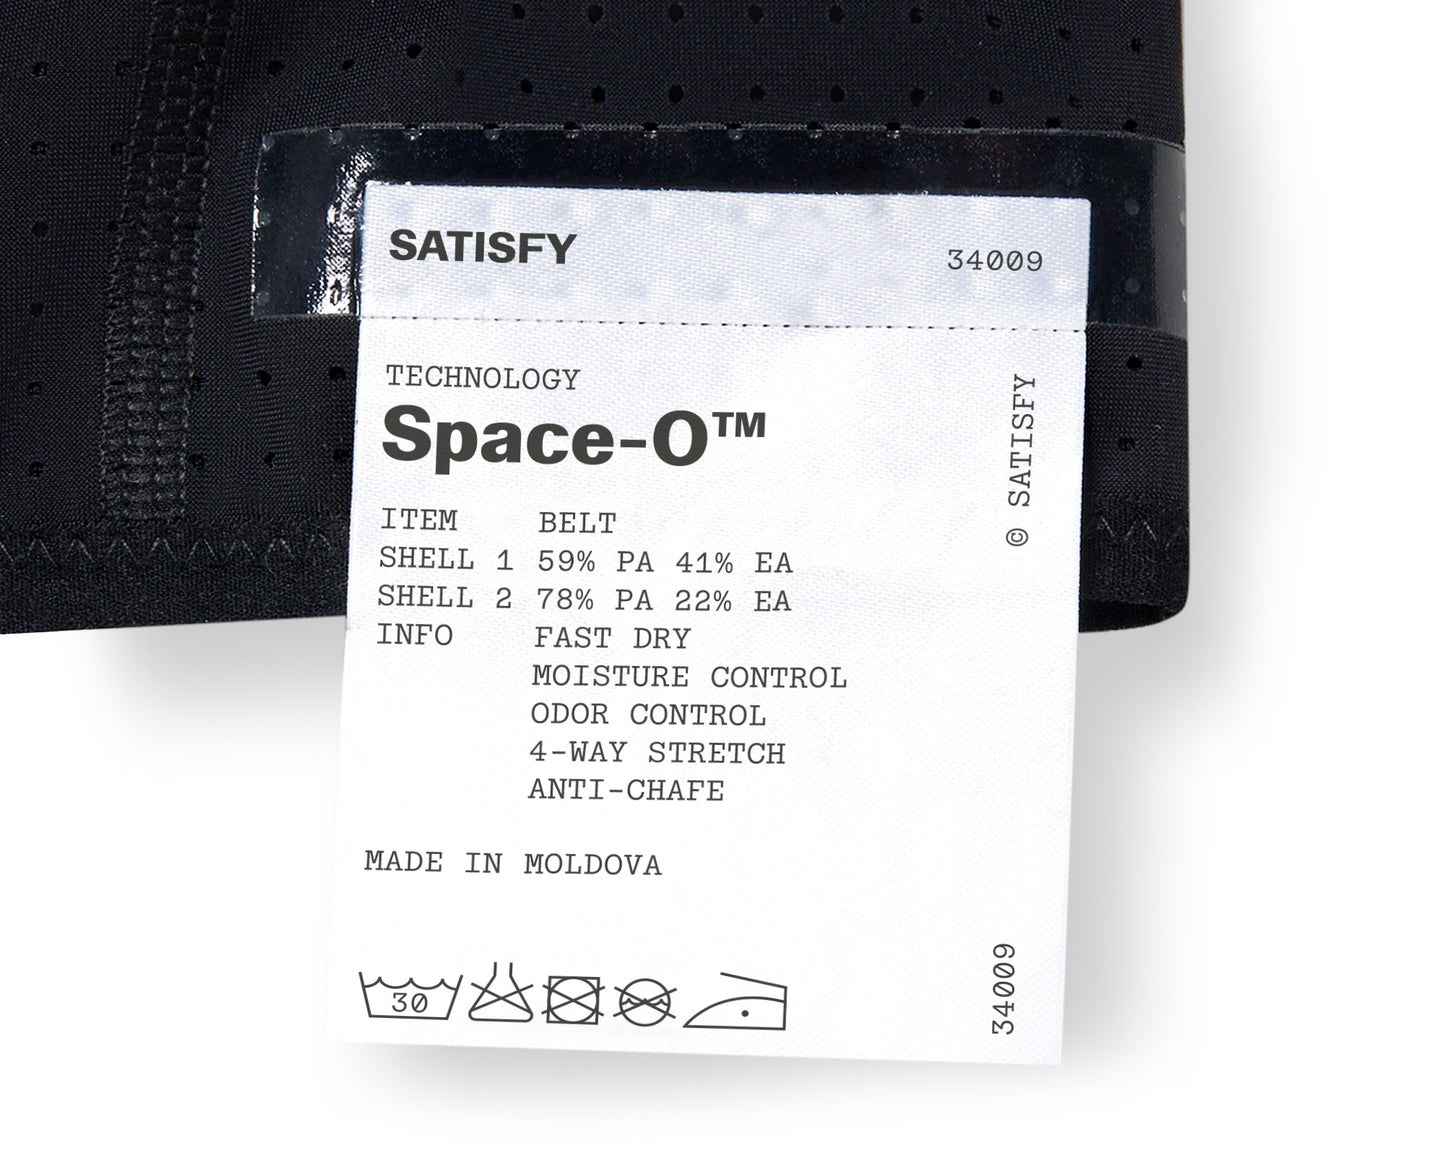 SATISFY
34009
TECHNOLOGY
Space-O™
ITEM BELT
SHELL 1 59% PA 41% EA
SHELL 2 78% PA 22% EA
INFO FAST DRY
MOISTURE CONTROL
ODOR CONTROL
4-WAY STRETCH
ANTI-CHAFE
MADE IN MOLDOVA
30
© SATISFY
34009